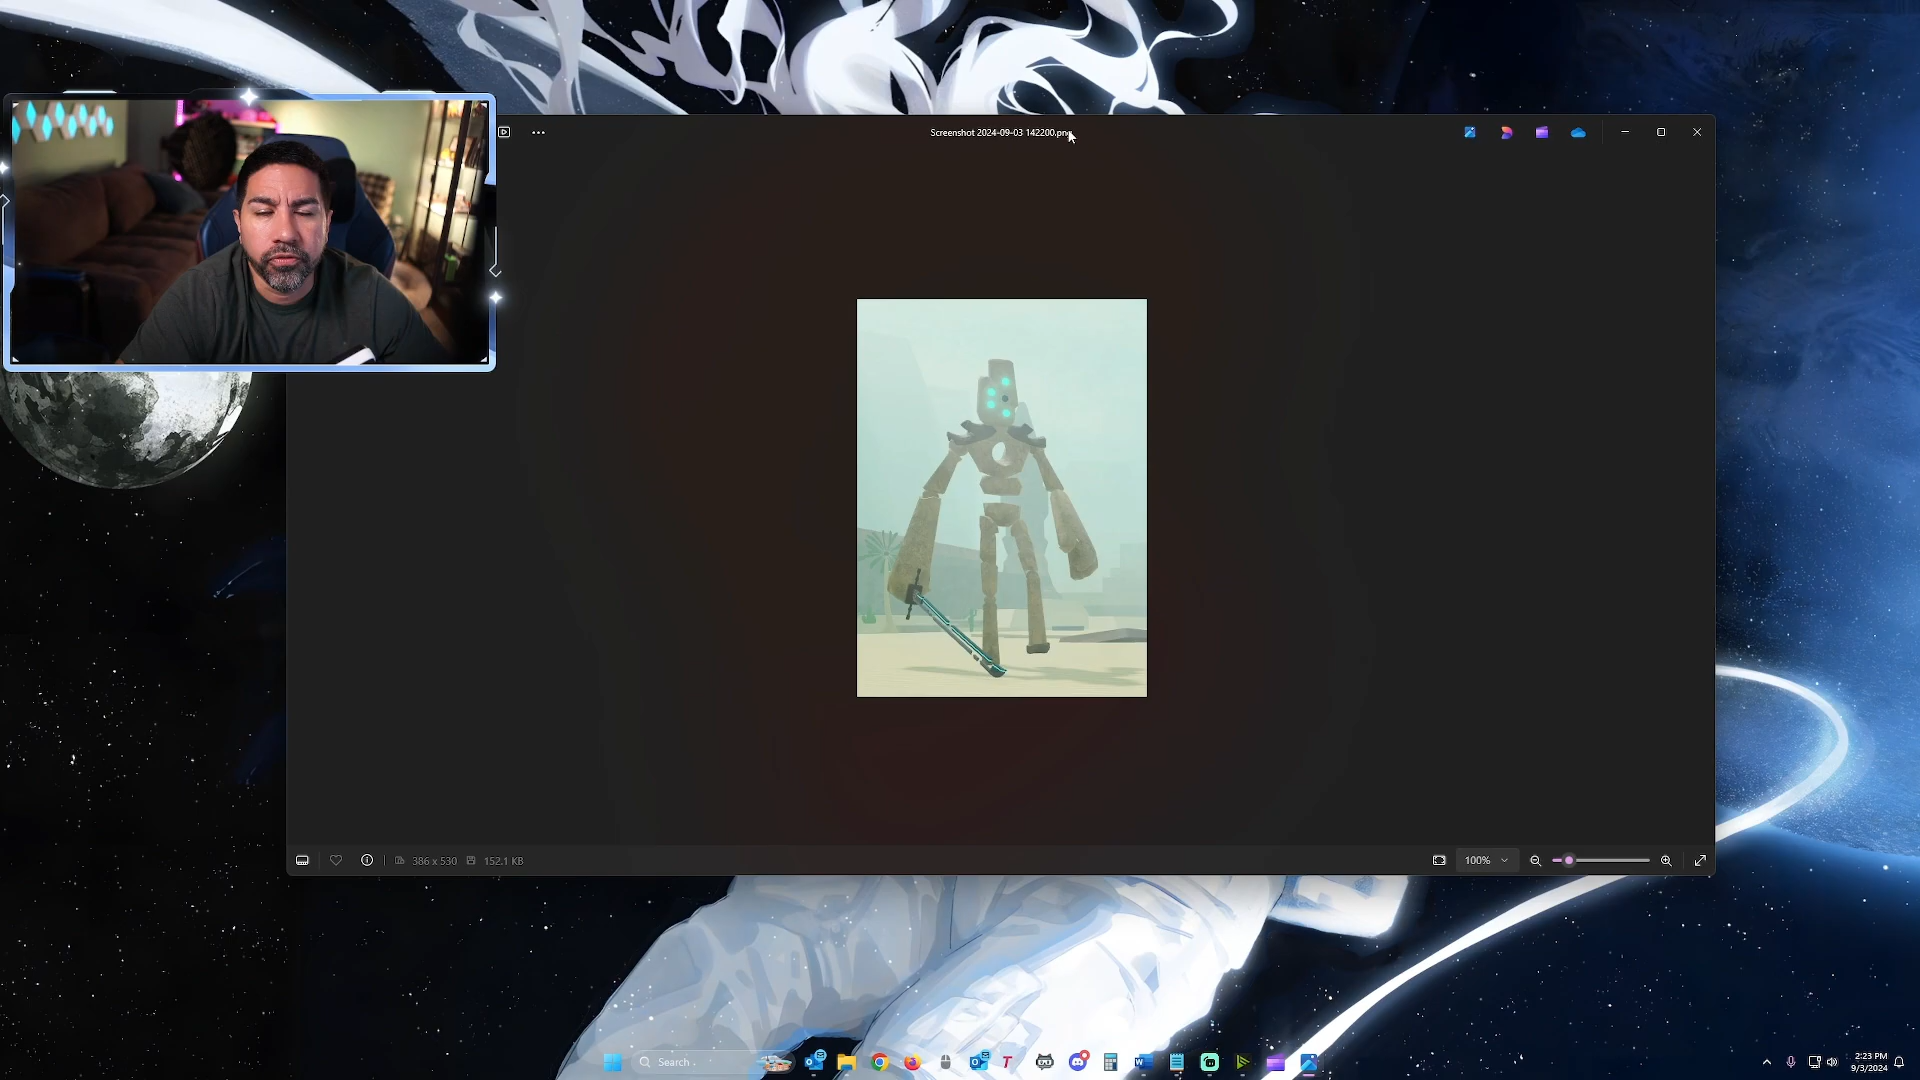 Screenshot 2024-09-03 142200.png
386 x 530
152.1 KB
100%
Search
2:23 PM
9/3/2024